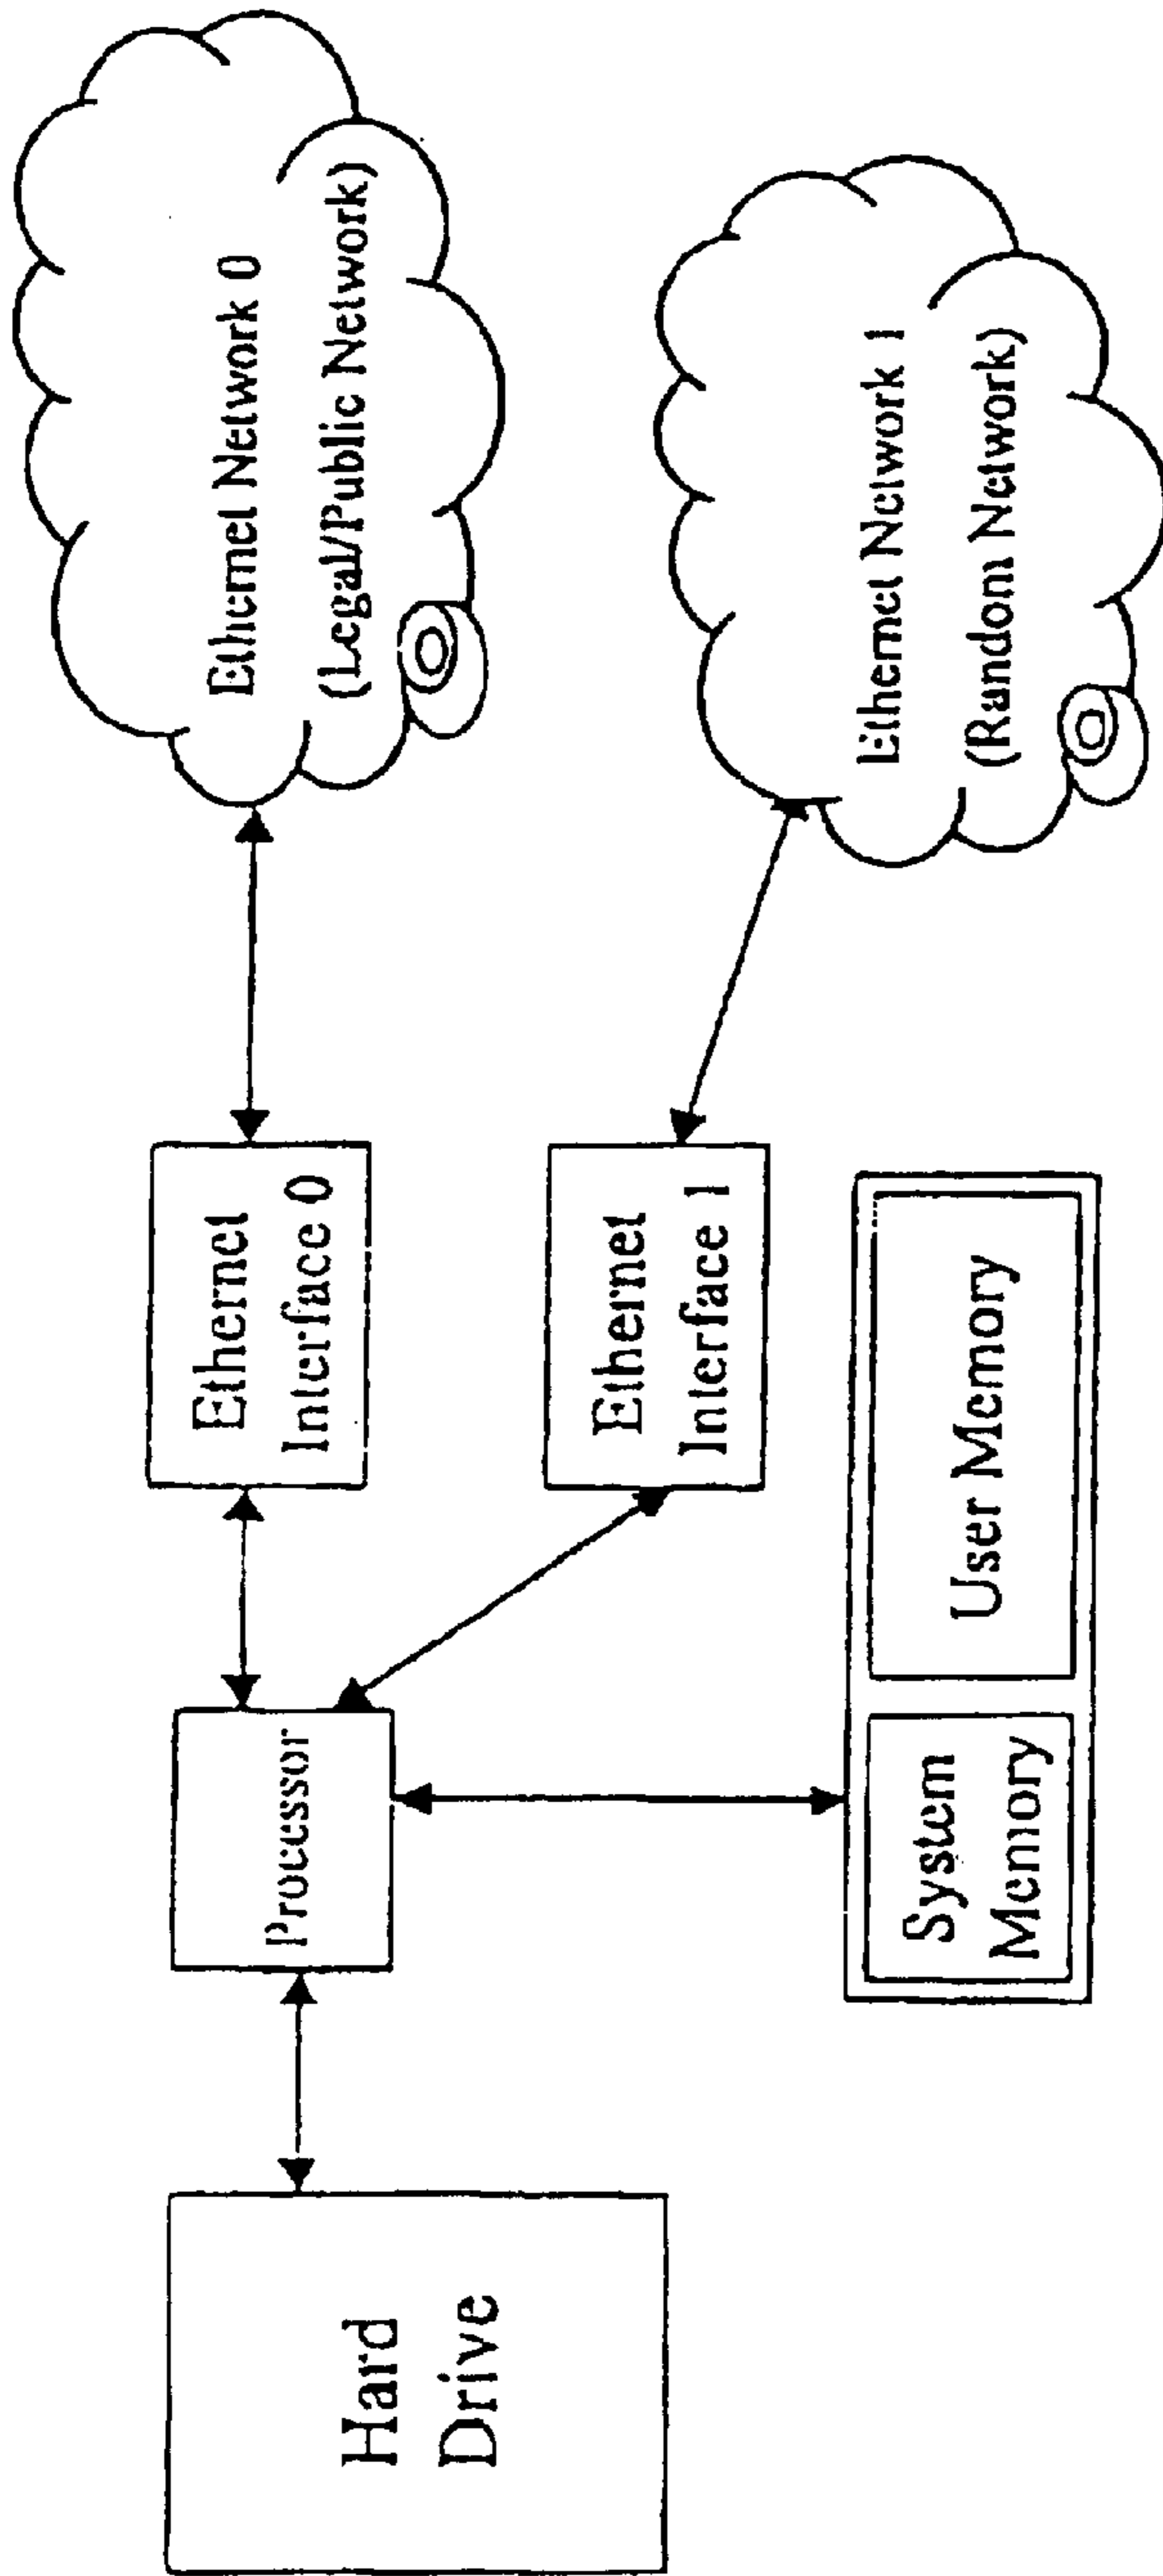 Hard
Drive
Processor
Ethernet
Interface 0
Ethernet
Interface 1
System
Memory
User Memory
Ethernet Network 0
(Legal/Public Network)
Ethernet Network 1
(Random Network)